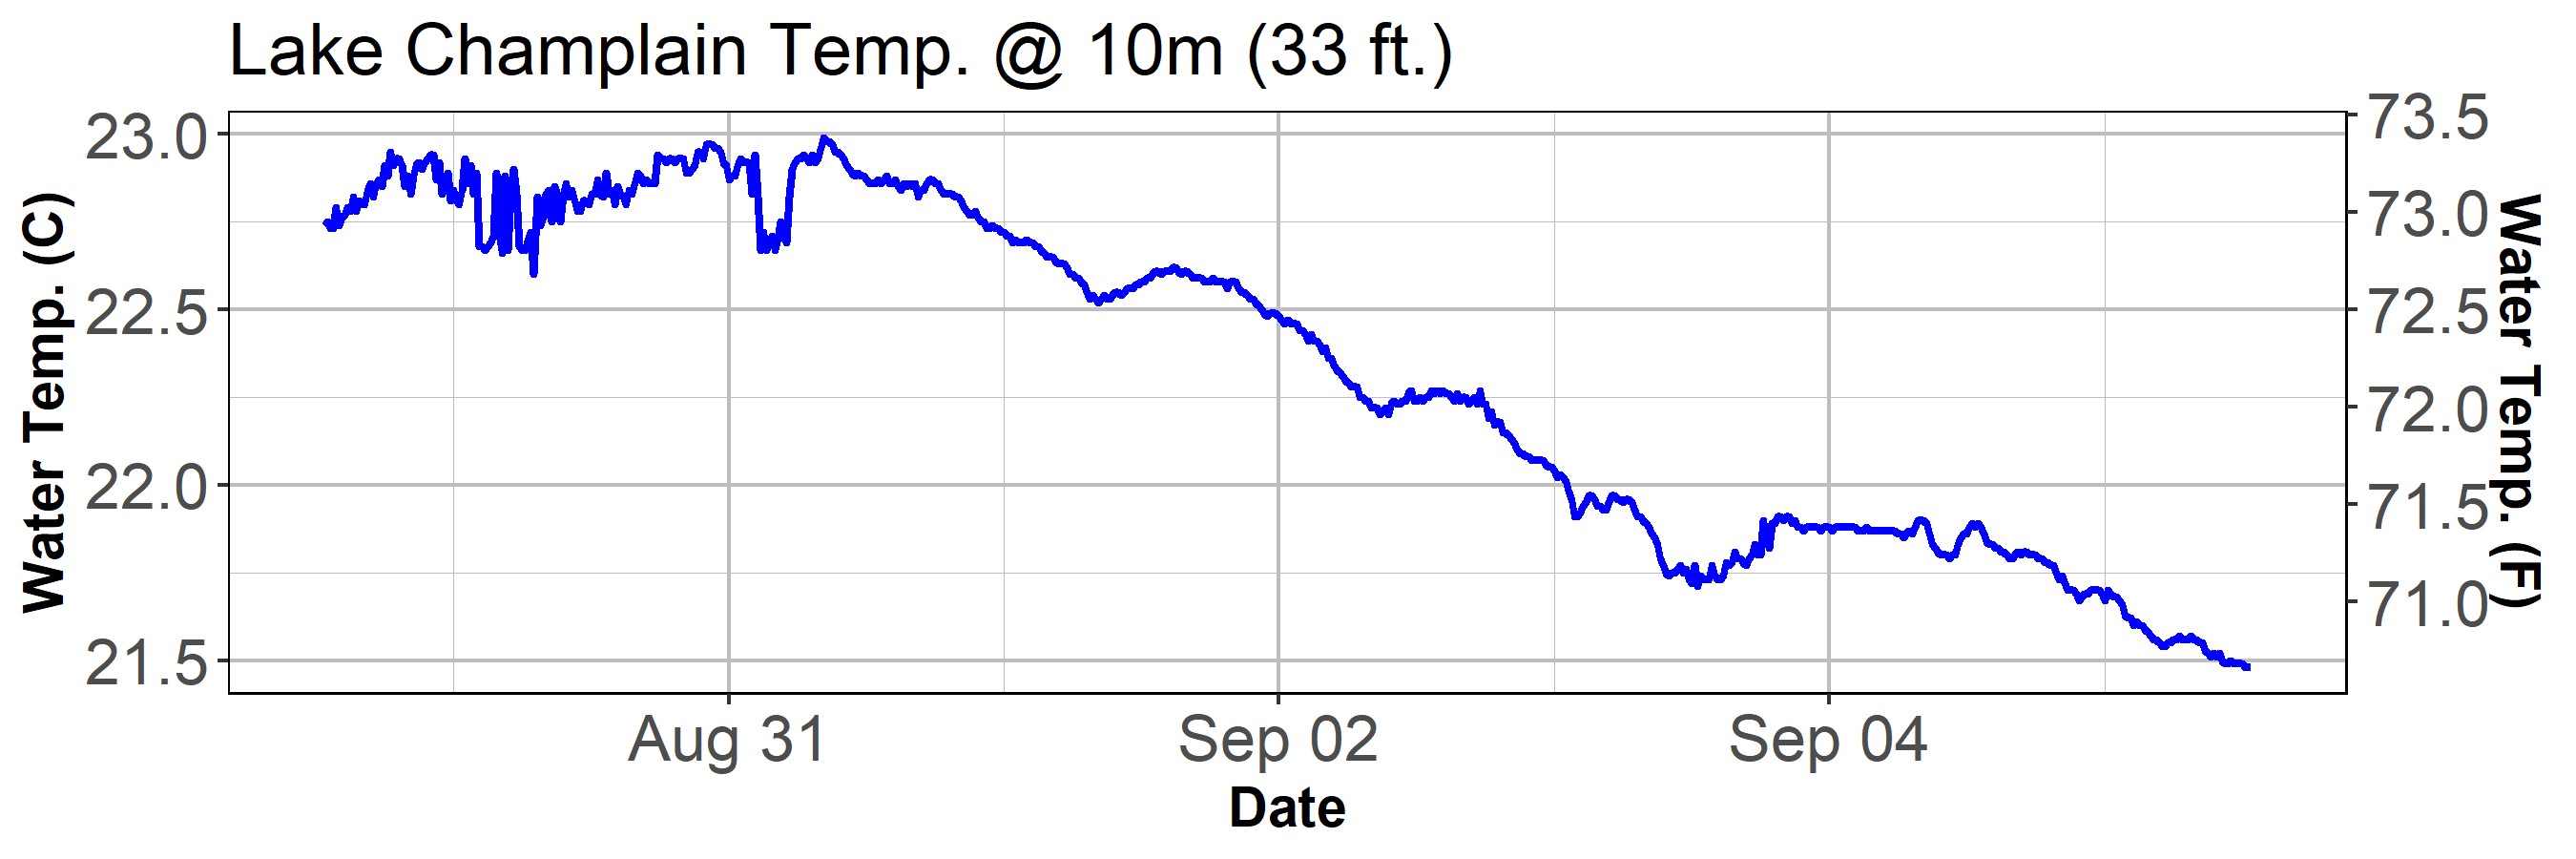 Lake Champlain Temp. @ 10m (33 ft.)
Water Temp. (C)
23.0
22.5
22.0
21.5
73.5
73.0
72.5
72.0
71.5
71.0
Water Temp. (F)
Aug 31
Sep 02
Sep 04
Date